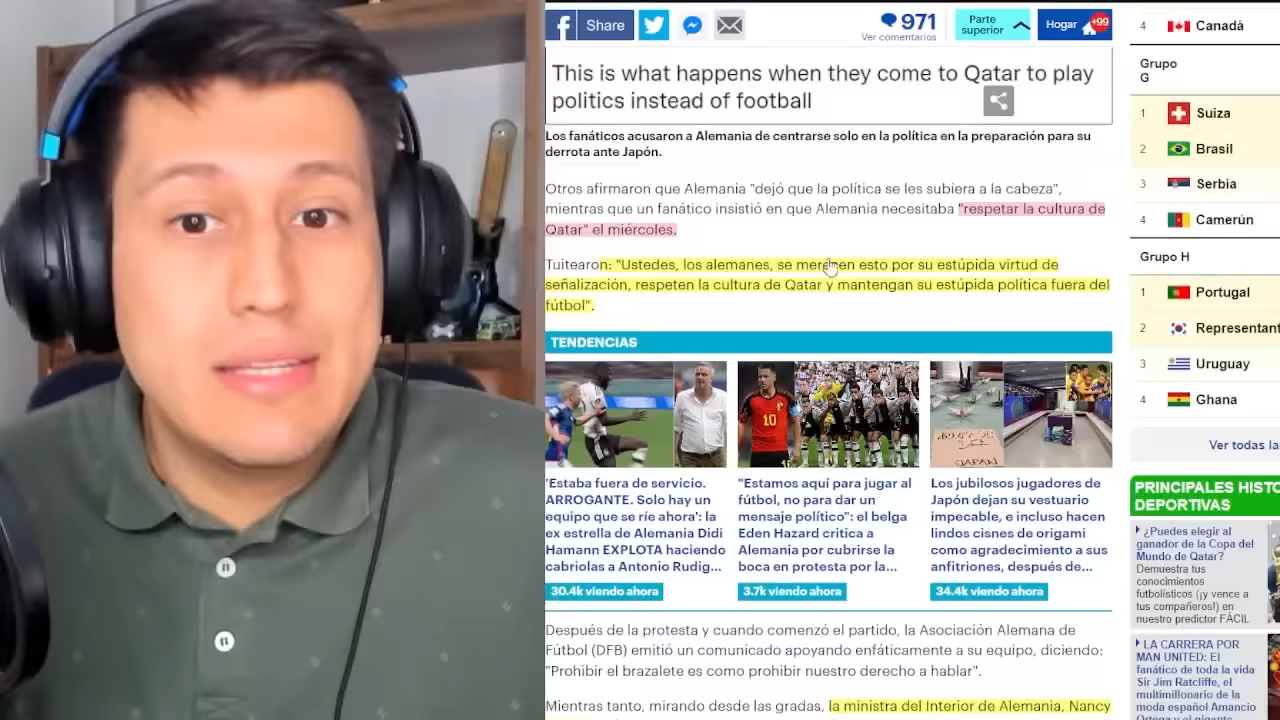 Share
971
Ver comentarios
Parte
superior
Hogar
+99
This is what happens when they come to Qatar to play
politics instead of football
Los fanáticos acusaron a Alemania de centrarse solo en la política en la preparación para su
derrota ante Japón.
Otros afirmaron que Alemania "dejó que la política se les subiera a la cabeza",
mientras que un fanático insistió en que Alemania necesitaba "respetar la cultura de
Qatar" el miércoles.
Tuitearon: "Ustedes, los alemanes, se merecen esto por su estúpida virtud de
señalización, respeten la cultura de Qatar y mantengan su estúpida política fuera del
fútbol".
TENDENCIAS
10
JAPAN
'Estaba fuera de servicio.
ARROGANTE. Solo hay un
equipo que se ríe ahora': la
ex estrella de Alemania Didi
Hamann EXPLOTA haciendo
cabriolas a Antonio Rudig...
30.4k viendo ahora
"Estamos aquí para jugar al
fútbol, no para dar un
mensaje político": el belga
Eden Hazard critica a
Alemania por cubrirse la
boca en protesta por la...
3.7k viendo ahora
Los jubilosos jugadores de
Japón dejan su vestuario
impecable, e incluso hacen
lindos cisnes de origami
como agradecimiento a sus
anfitriones, después de...
34.4k viendo ahora
Después de la protesta y cuando comenzó el partido, la Asociación Alemana de
Fútbol (DFB) emitió un comunicado apoyando enfáticamente a su equipo, diciendo:
"Prohibir el brazalete es como prohibir nuestro derecho a hablar".
Mientras tanto, mirando desde las gradas, la ministra del Interior de Alemania, Nancy
4 Canadá
Grupo
G
1 Suiza
2 Brasil
3 Serbia
4 Camerún
Grupo H
1 Portugal
2 Representant
3 Uruguay
4 Ghana
Ver todas la
PRINCIPALES HISTO
DEPORTIVAS
¿Puedes elegir al
ganador de la Copa del
Mundo de Qatar?
Demuestra tus
conocimientos
futbolísticos (¡y vence a
tus compañeros!) en
nuestro predictor FÁCIL
LA CARRERA POR
MAN UNITED: El
fanático de toda la vida
Sir Jim Ratcliffe, el
multimillonario de la
moda español Amancio